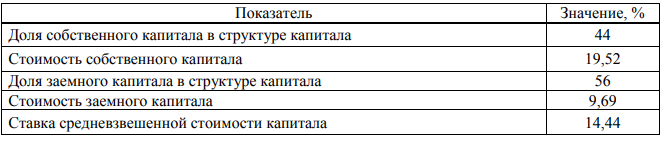 Показатель Значение, %
Доля собственного капитала в структуре капитала 44
Стоимость собственного капитала 19,52
Доля заемного капитала в структуре капитала 56
Стоимость заемного капитала 9,69
Ставка средневзвешенной стоимости капитала 14,44